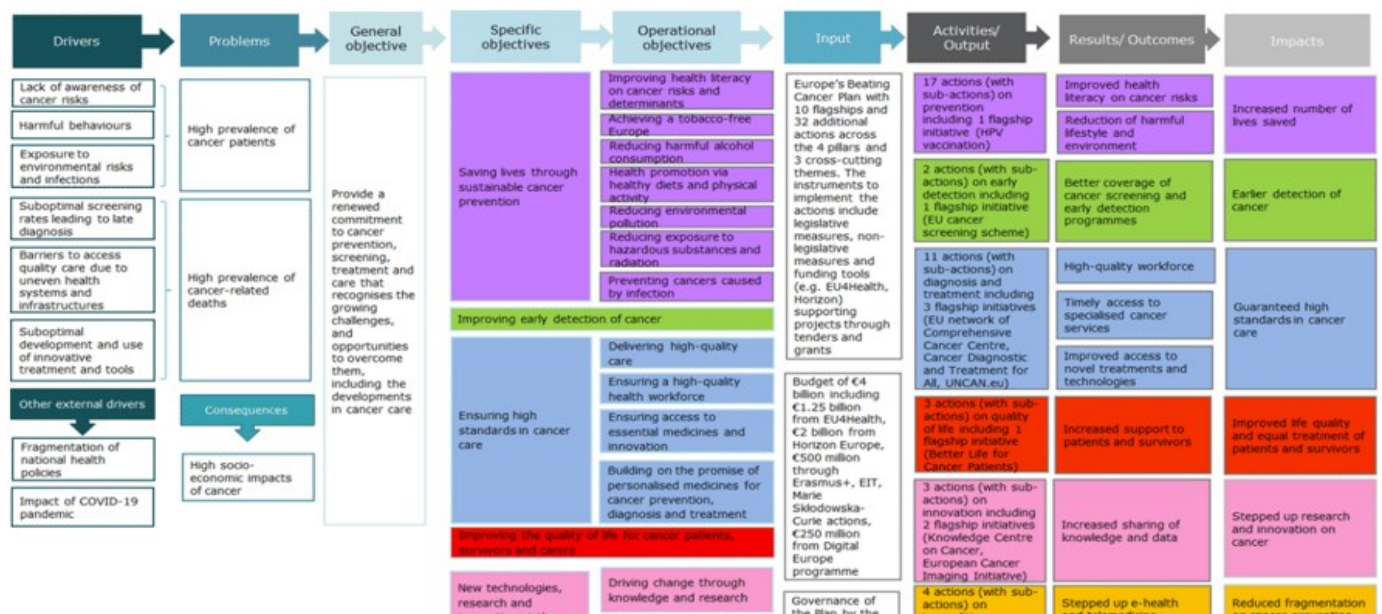 Drivers
Problems
General
objective
Specific
objectives
Operational
objectives
Input
Activities/
Output
Results/ Outcomes
Impacts
Lack of awareness of
cancer risks
Harmful behaviours
Exposure to
environmental risks
and infections
Suboptimal screening
rates leading to late
diagnosis
Barriers to access
quality care due to
uneven health
systems and
infrastructures
Suboptimal
development and use
of innovative
treatment and tools
Other external drivers
Fragmentation of
national health
policies
Impact of COVID-19
pandemic
High prevalence of
cancer patients
High prevalence of
cancer-related
deaths
Consequences
High socio-
economic impacts
of cancer
Provide a
renewed
commitment
to cancer
prevention,
screening,
treatment and
care that
recognises the
growing
challenges,
and
opportunities
to overcome
them,
including the
developments
in cancer care
Saving lives through
sustainable cancer
prevention
Improving health literacy
on cancer risks and
determinants
Achieving a tobacco-free
Europe
Reducing harmful alcohol
consumption
Health promotion via
healthy diets and physical
activity
Reducing environmental
pollution
Reducing exposure to
hazardous substances and
radiation
Preventing cancers caused
by infection
Improving early detection of cancer
Ensuring high
standards in cancer
care
Delivering high-quality
care
Ensuring a high-quality
health workforce
Ensuring access to
essential medicines and
innovation
Building on the promise of
personalised medicines for
cancer prevention,
diagnosis and treatment
Improving the quality of life for cancer patients,
survivors and carers
New technologies,
research and
Driving change through
knowledge and research
Europe's Beating
Cancer Plan with
10 flagships and
32 additional
actions across
the 4 pillars and
3 cross-cutting
themes. The
instruments to
implement the
actions include
legislative
measures, non-
legislative
measures and
funding tools
(e.g. EU4Health,
Horizon)
supporting
projects through
tenders and
grants
Budget of €4
billion including
€1.25 billion
from EU4Health,
€2 billion from
Horizon Europe,
€500 million
through
Erasmus+, EIT,
Marie
Sklodowska-
Curie actions,
€250 million
from Digital
Europe
programme
Governance of
the Plan by the
17 actions (with
sub-actions) on
prevention
including 1 flagship
initiative (HPV
vaccination)
2 actions (with sub-
actions) on early
detection including
1 flagship initiative
(EU cancer
screening scheme)
11 actions (with
sub-actions) on
diagnosis and
treatment including
3 flagship initiatives
(EU network of
Comprehensive
Cancer Centre,
Cancer Diagnostic
and Treatment for
All, UNCAN.eu)
3 actions (with sub-
actions) on quality
of life including 1
flagship initiative
(Better Life for
Cancer Patients)
3 actions (with sub-
actions) on
innovation including
2 flagship initiatives
(Knowledge Centre
on Cancer,
European Cancer
Imaging Initiative)
4 actions (with sub-
actions) on
Improved health
literacy on cancer risks
Reduction of harmful
lifestyle and
environment
Better coverage of
cancer screening and
early detection
programmes
High-quality workforce
Timely access to
specialised cancer
services
Improved access to
novel treatments and
technologies
Increased support to
patients and survivors
Increased sharing of
knowledge and data
Stepped up e-health
Increased number of
lives saved
Earlier detection of
cancer
Guaranteed high
standards in cancer
care
Improved life quality
and equal treatment of
patients and survivors
Stepped up research
and innovation on
cancer
Reduced fragmentation